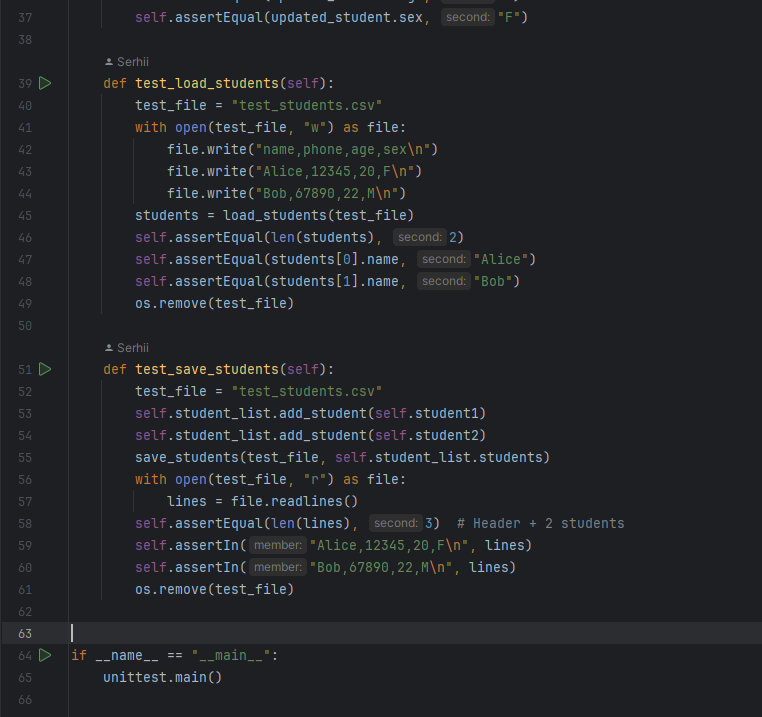 37 self.assertEqual(updated_student.sex, second: "F")
38
Serhii
39 def test_load_students(self):
40 test_file = "test_students.csv"
41 with open(test_file, "w") as file:
42 file.write("name,phone,age,sex\n")
43 file.write("Alice,12345,20,F\n")
44 file.write("Bob,67890,22,M\n")
45 students = load_students(test_file)
46 self.assertEqual(len(students), second: 2)
47 self.assertEqual(students[0].name, second: "Alice")
48 self.assertEqual(students[1].name, second: "Bob")
49 os.remove(test_file)
50
Serhii
51 def test_save_students(self):
52 test_file = "test_students.csv"
53 self.student_list.add_student(self.student1)
54 self.student_list.add_student(self.student2)
55 save_students(test_file, self.student_list.students)
56 with open(test_file, "r") as file:
57 lines = file.readlines()
58 self.assertEqual(len(lines), second: 3) # Header + 2 students
59 self.assertIn( member: "Alice,12345,20,F\n", lines)
60 self.assertIn( member: "Bob,67890,22,M\n", lines)
61 os.remove(test_file)
62
63
64 if __name__ == "__main__":
65 unittest.main()
66